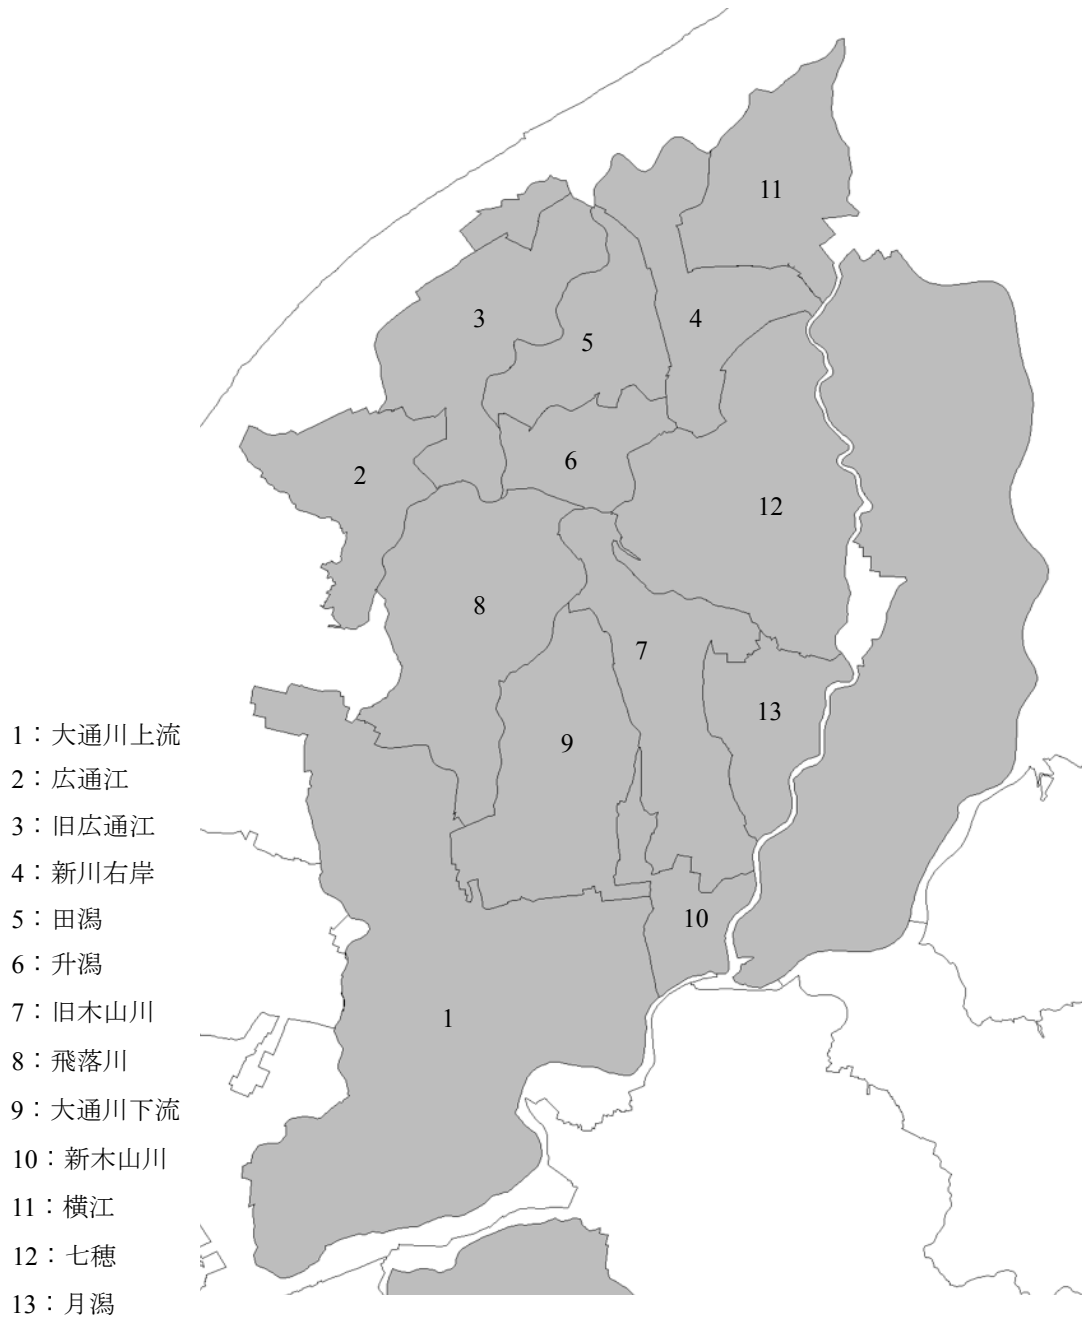 11
3
4
5
6
2
12
8
7
13
9
10
1
1：大通川上流
2：広通江
3：旧広通江
4：新川右岸
5：田潟
6：升潟
7：旧木山川
8：飛落川
9：大通川下流
10：新木山川
11：横江
12：七穂
13：月潟